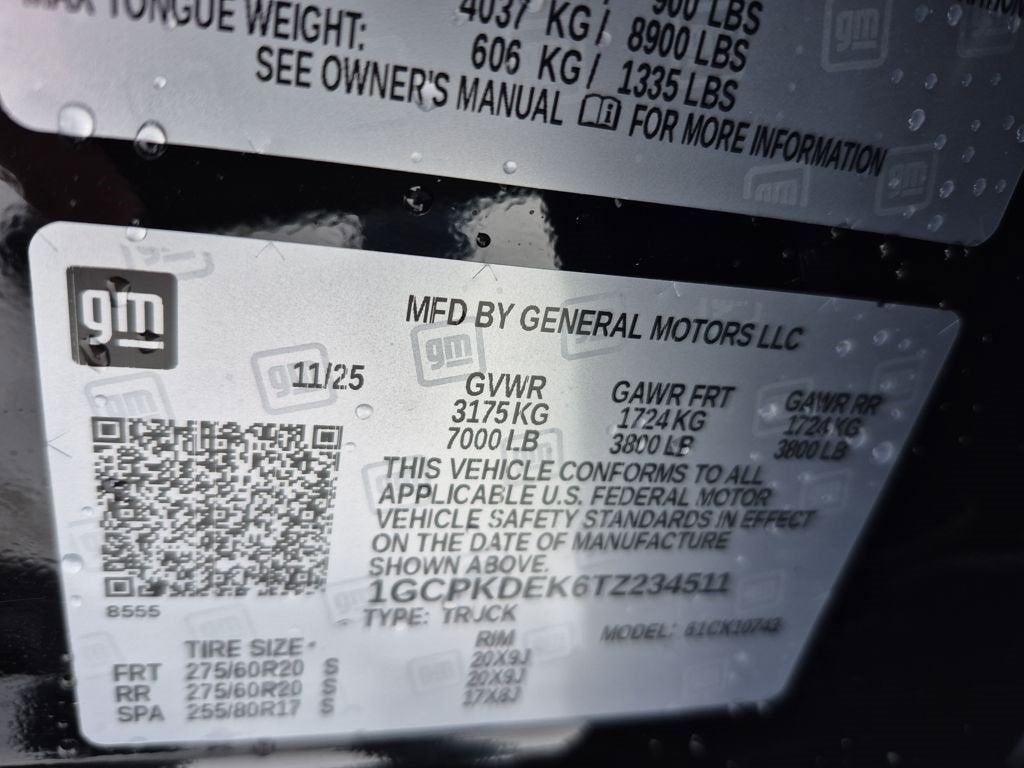 900 LBS
MAX TONGUE WEIGHT: 4037 KG/ 8900 LBS
606 KG/ 1335 LBS
SEE OWNER'S MANUAL FOR MORE INFORMATION
gm
MFD BY GENERAL MOTORS LLC
11/25
GVWR GAWR FRT GAWR RR
3175 KG 1724 KG 1724 KG
7000 LB 3800 LB 3800 LB
THIS VEHICLE CONFORMS TO ALL
APPLICABLE U.S. FEDERAL MOTOR
VEHICLE SAFETY STANDARDS IN EFFECT
ON THE DATE OF MANUFACTURE
SHOWN ABOVE.
1GCPKDEK6TZ234511
8555
TYPE: TRUCK
MODEL: 61CK10743
TIRE SIZE RIM
FRT 275/60R20 S 20X9J
RR 275/60R20 S 20X9J
SPA 255/80R17 S 17X8J